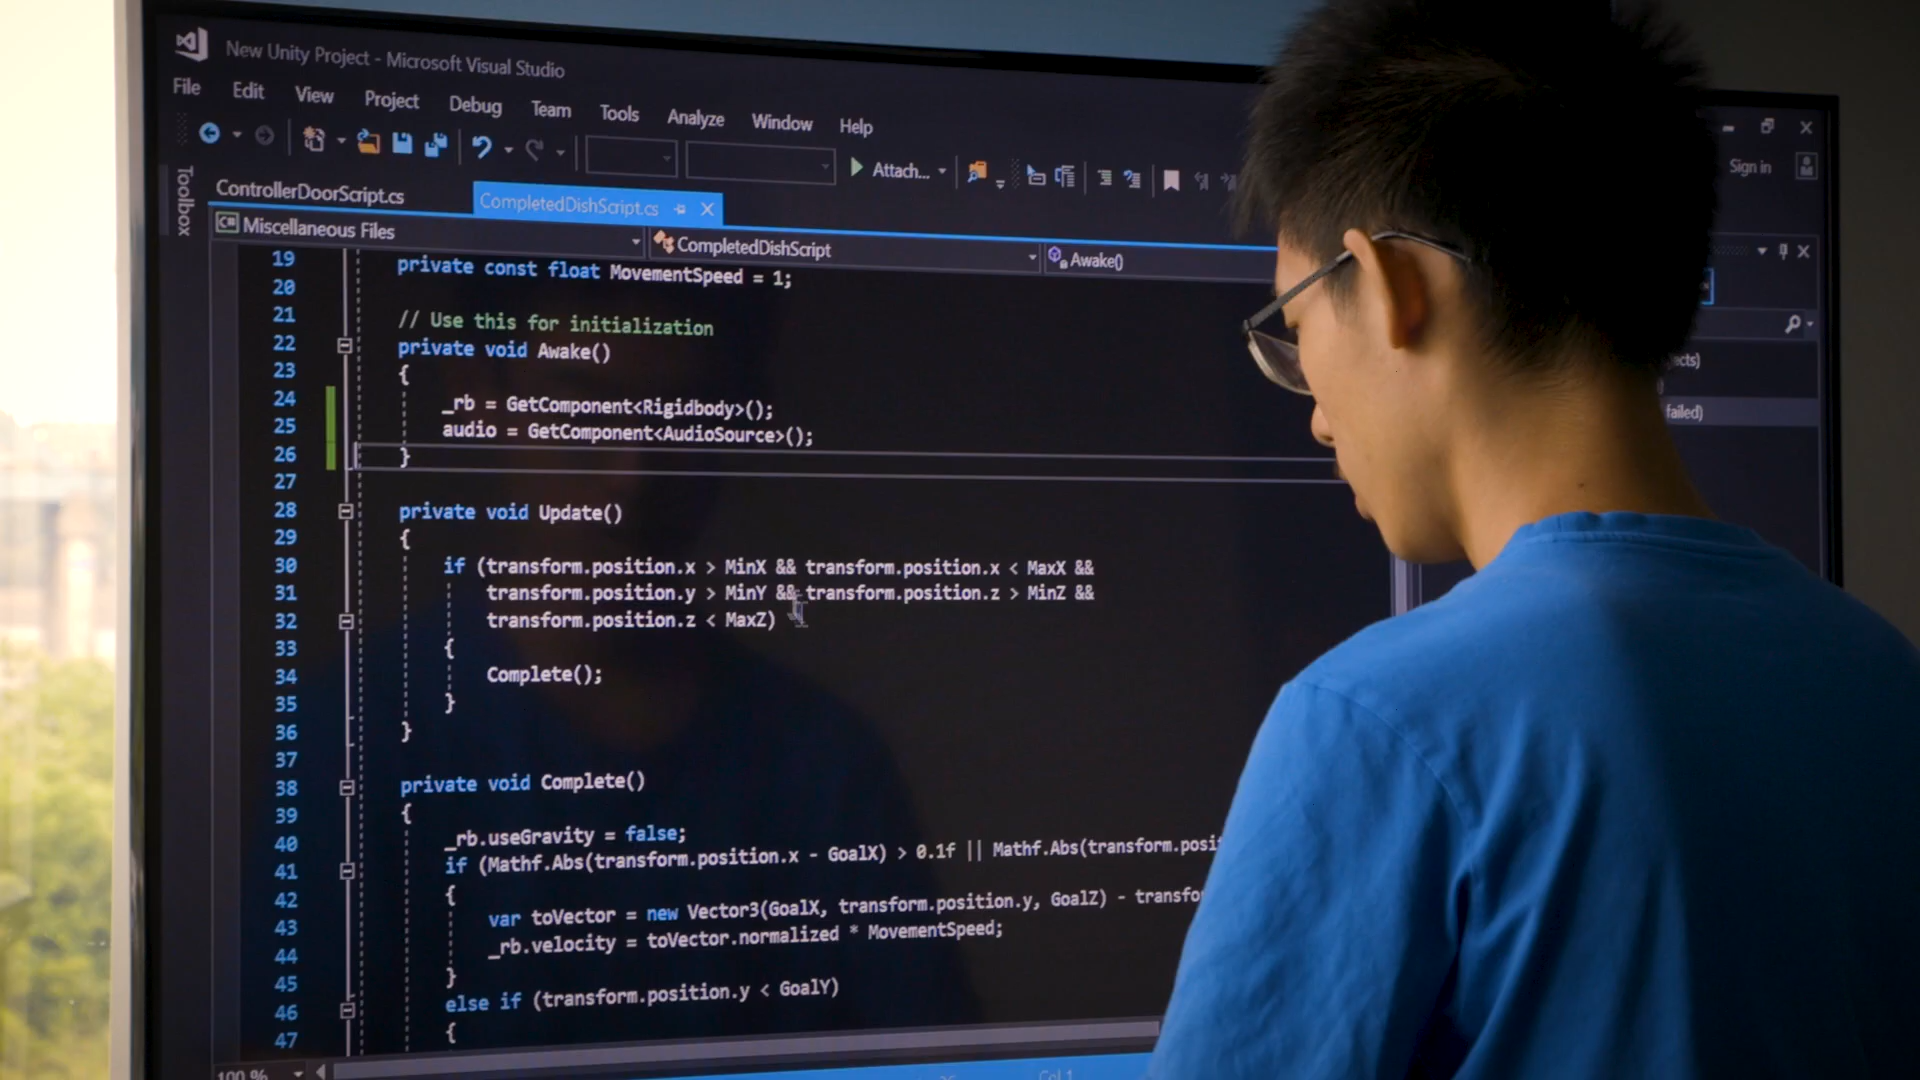 New Unity Project - Microsoft Visual Studio
File Edit View Project Debug Team Tools Analyze Window Help
Attach...
Sign in
Toolbox
ControllerDoorScript.cs CompletedDishScript.cs
C# Miscellaneous Files CompletedDishScript Awake()
19 private const float MovementSpeed = 1;
20
21 // Use this for initialization
22 private void Awake()
23 {
24 _rb = GetComponent<Rigidbody>();
25 audio = GetComponent<AudioSource>();
26 }
27
28 private void Update()
29 {
30 if (transform.position.x > MinX && transform.position.x < MaxX &&
31 transform.position.y > MinY && transform.position.z > MinZ &&
32 transform.position.z < MaxZ)
33 {
34 Complete();
35 }
36 }
37
38 private void Complete()
39 {
40 _rb.useGravity = false;
41 if (Mathf.Abs(transform.position.x - GoalX) > 0.1f || Mathf.Abs(transform.posi
42 {
43 var toVector = new Vector3(GoalX, transform.position.y, GoalZ) - transfo
44 _rb.velocity = toVector.normalized * MovementSpeed;
45 }
46 else if (transform.position.y < GoalY)
47 {
ects)
failed)
100 %
Col 1